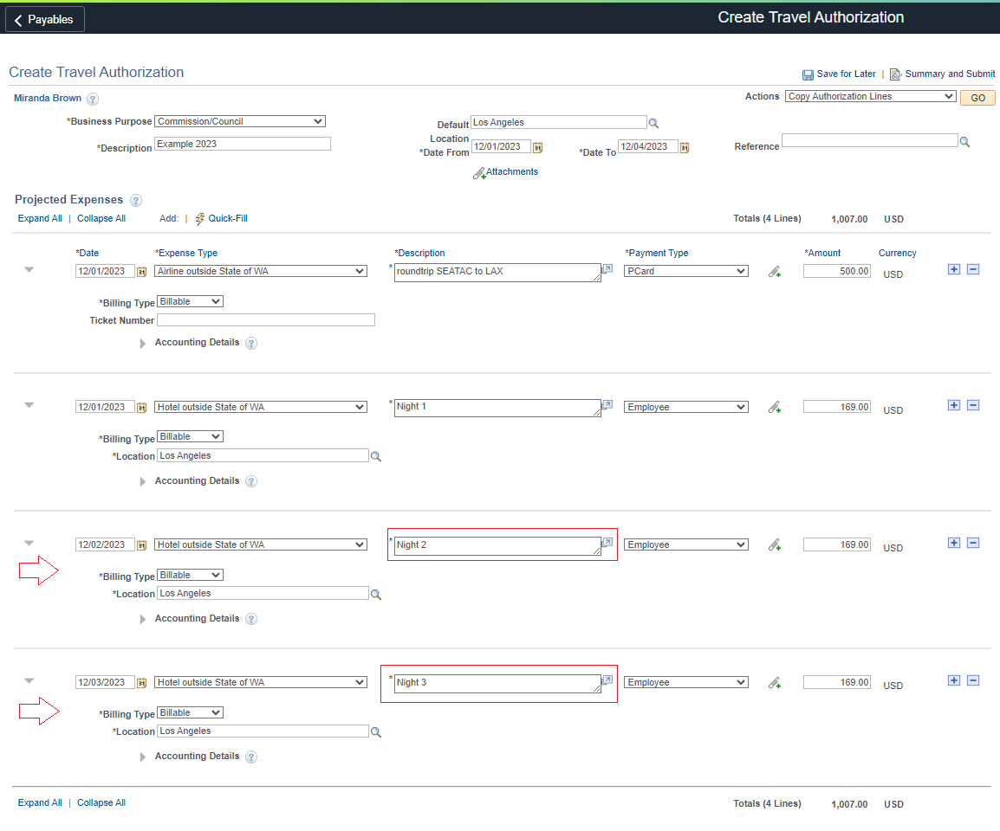 Payables
Create Travel Authorization
Create Travel Authorization
Save for Later | Summary and Submit
Miranda Brown ?
Actions Copy Authorization Lines GO
*Business Purpose Commission/Council
Default Location Los Angeles
*Description Example 2023
*Date From 12/01/2023 *Date To 12/04/2023
Reference
Attachments
Projected Expenses ?
Expand All | Collapse All Add: | Quick-Fill Totals (4 Lines) 1,007.00 USD
*Date *Expense Type *Description *Payment Type *Amount Currency
12/01/2023 Airline outside State of WA * roundtrip SEATAC to LAX PCard 500.00 USD
*Billing Type Billable
Ticket Number
Accounting Details ?
12/01/2023 Hotel outside State of WA * Night 1 Employee 169.00 USD
*Billing Type Billable
*Location Los Angeles
Accounting Details ?
12/02/2023 Hotel outside State of WA * Night 2 Employee 169.00 USD
*Billing Type Billable
*Location Los Angeles
Accounting Details ?
12/03/2023 Hotel outside State of WA * Night 3 Employee 169.00 USD
*Billing Type Billable
*Location Los Angeles
Accounting Details ?
Expand All | Collapse All Totals (4 Lines) 1,007.00 USD